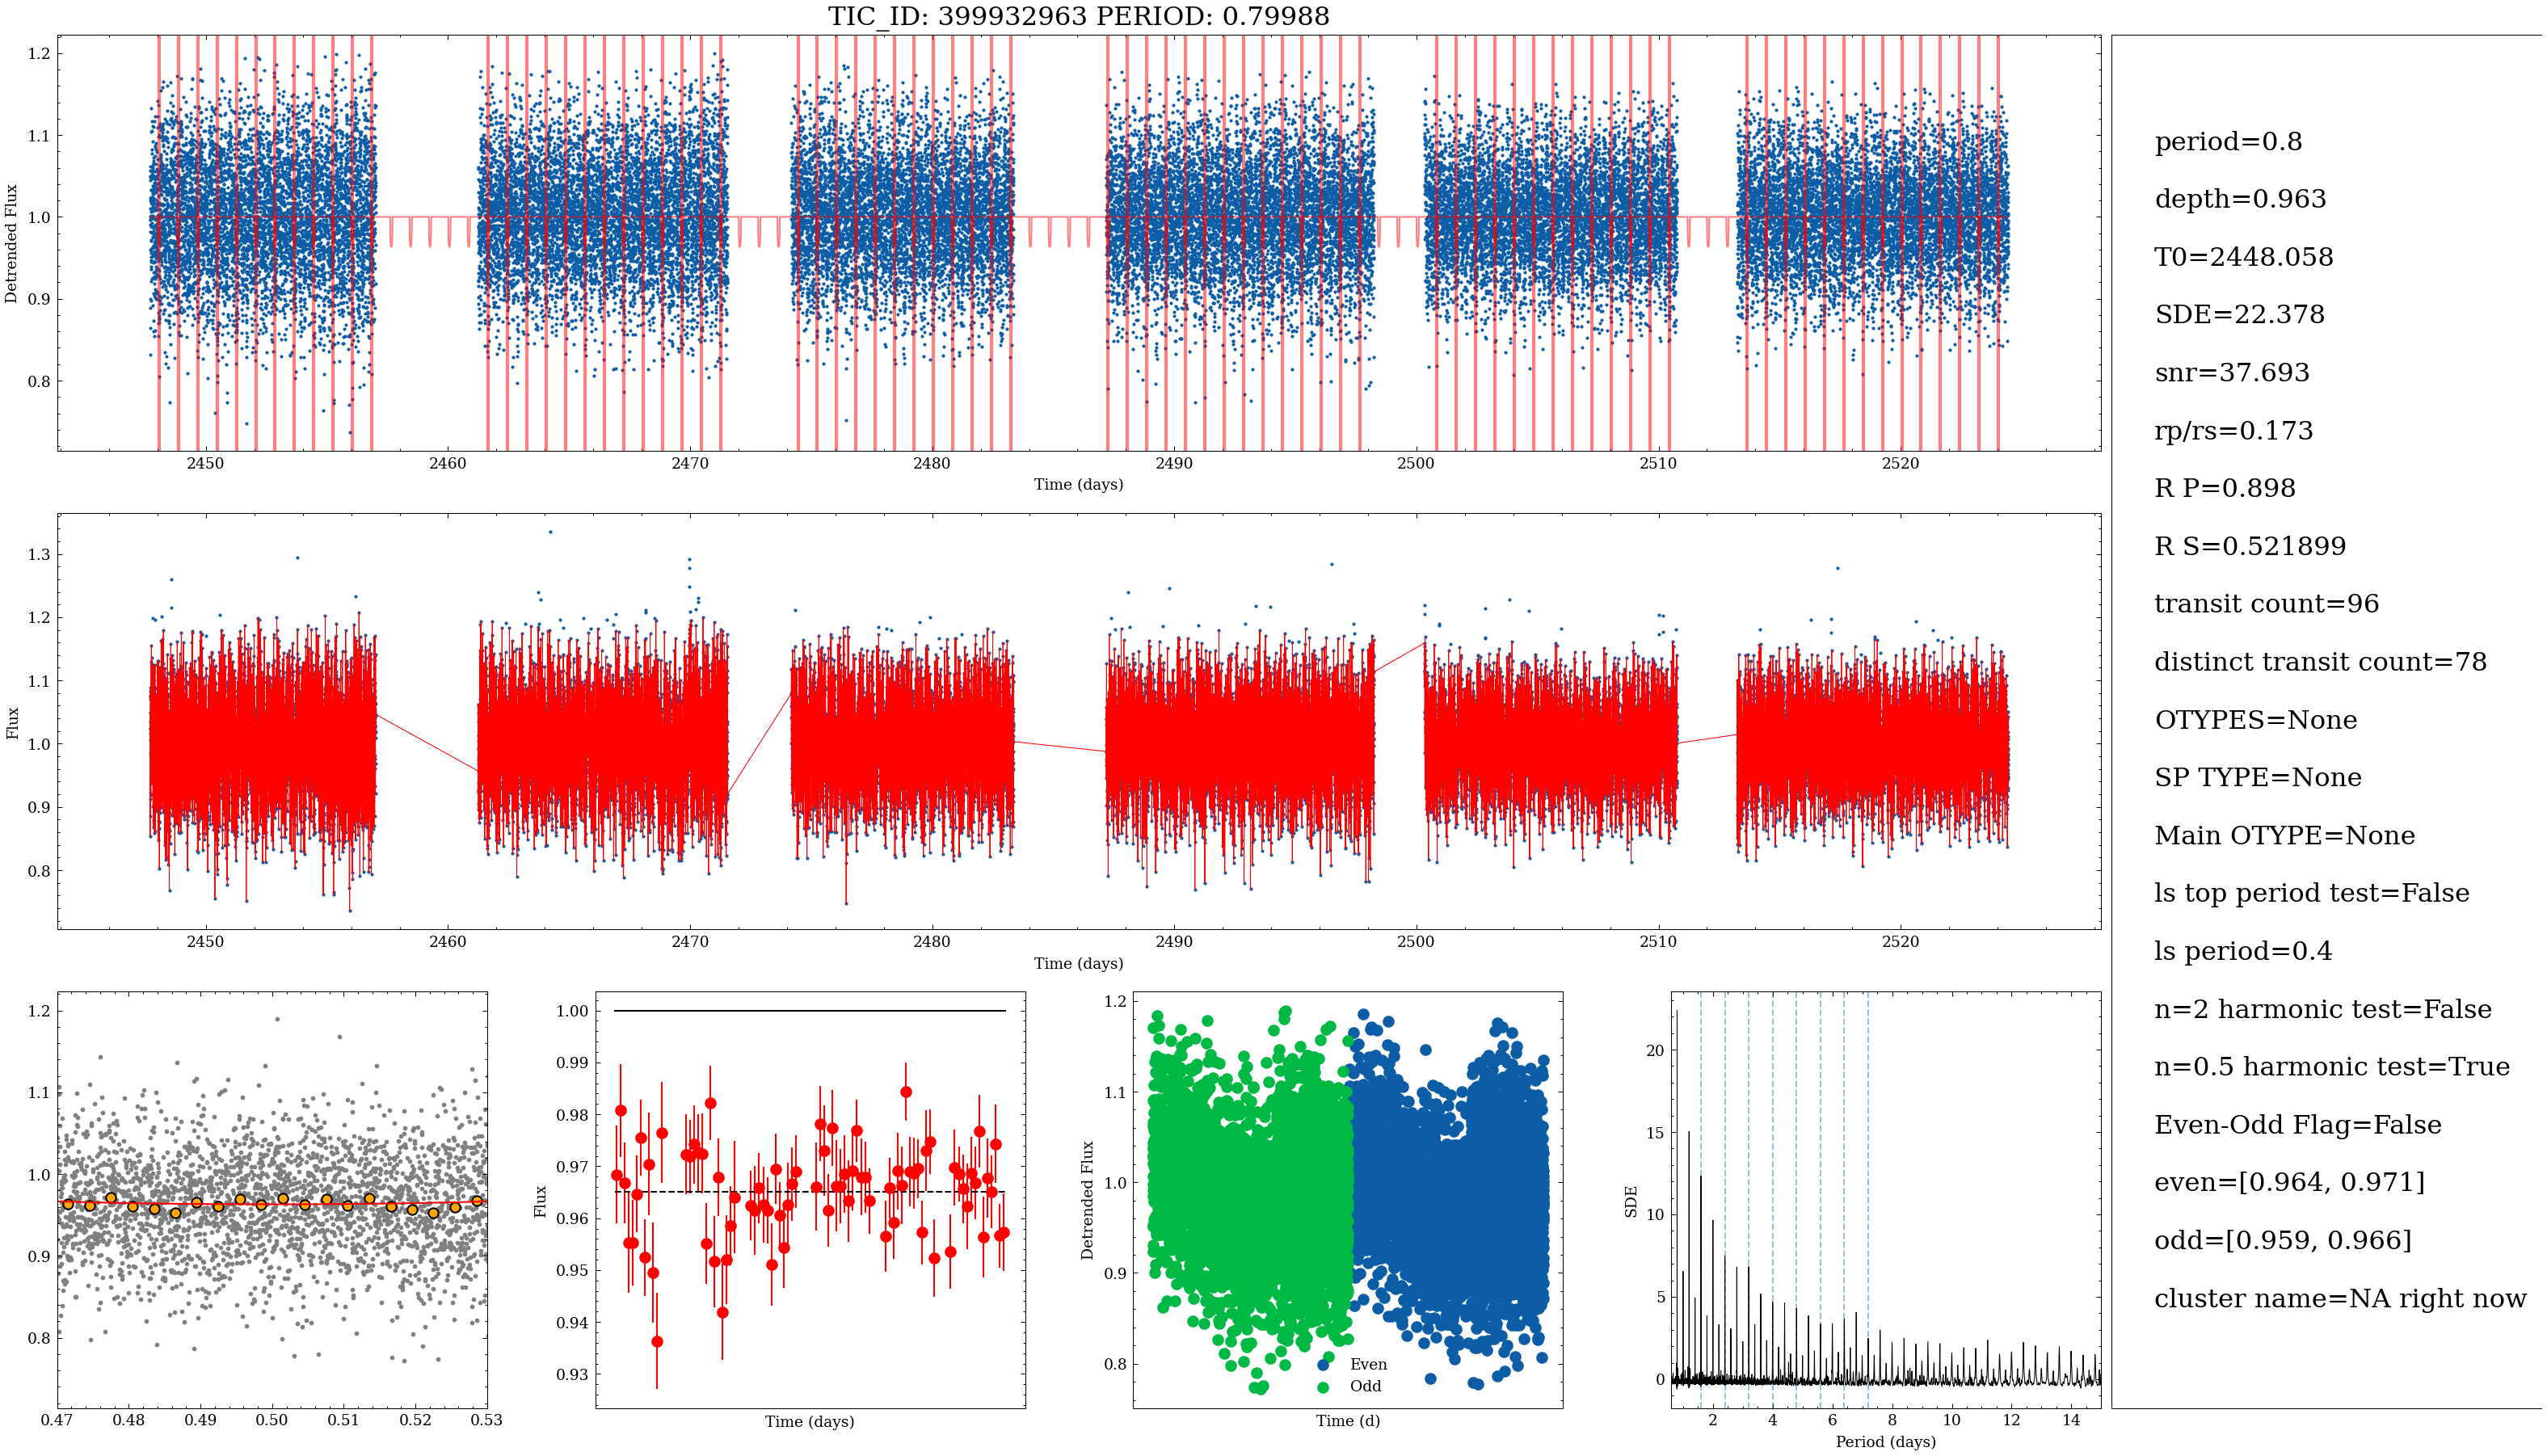 TIC_ID: 399932963 PERIOD: 0.79988
1.2
1.1
1.0
0.9
0.8
Detrended Flux
2450 2460 2470 2480 2490 2500 2510 2520
Time (days)
1.3
1.2
1.1
1.0
0.9
0.8
Flux
2450 2460 2470 2480 2490 2500 2510 2520
Time (days)
1.2
1.1
1.0
0.9
0.8
0.47 0.48 0.49 0.50 0.51 0.52 0.53
1.00
0.99
0.98
0.97
0.96
0.95
0.94
0.93
Flux
Time (days)
1.2
1.1
1.0
0.9
0.8
Detrended Flux
Even
Odd
Time (d)
20
15
10
5
0
SDE
2 4 6 8 10 12 14
Period (days)
period=0.8
depth=0.963
T0=2448.058
SDE=22.378
snr=37.693
rp/rs=0.173
R P=0.898
R S=0.521899
transit count=96
distinct transit count=78
OTYPES=None
SP TYPE=None
Main OTYPE=None
ls top period test=False
ls period=0.4
n=2 harmonic test=False
n=0.5 harmonic test=True
Even-Odd Flag=False
even=[0.964, 0.971]
odd=[0.959, 0.966]
cluster name=NA right now